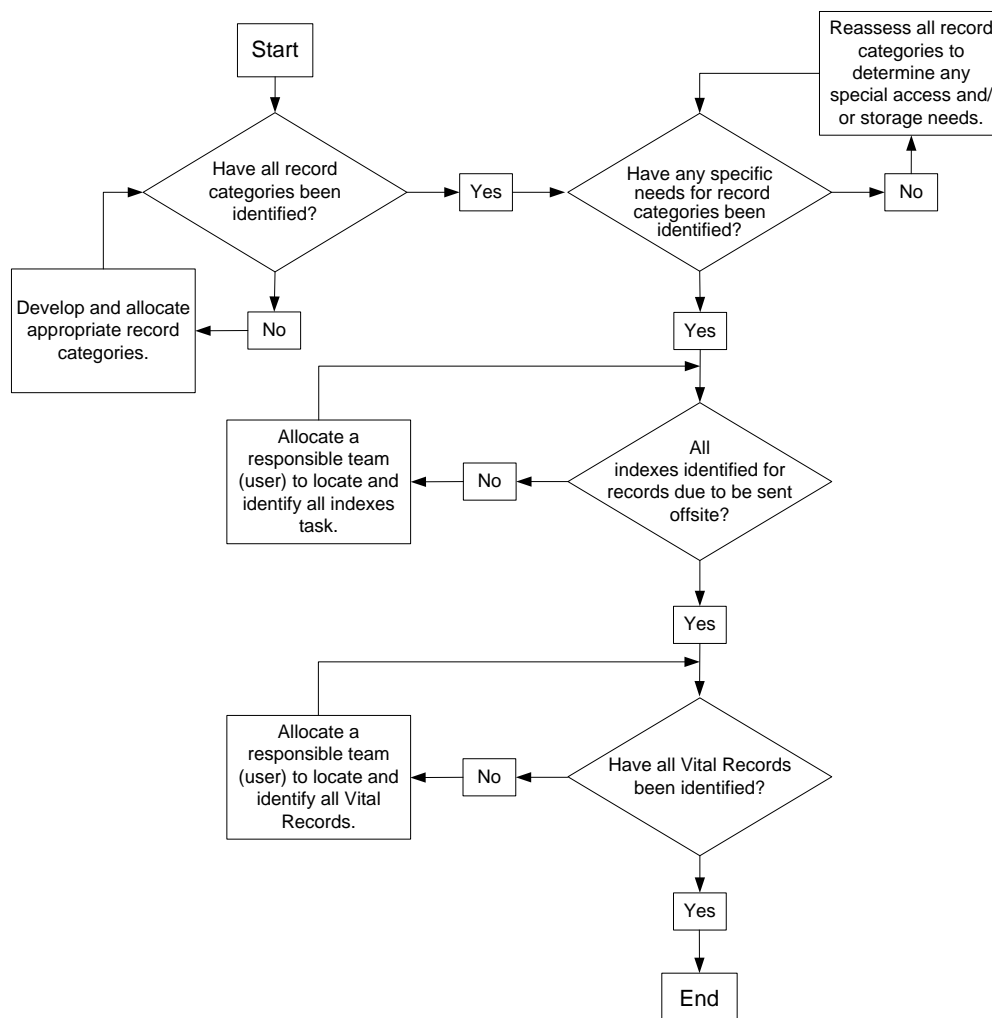 Start
Have all record
categories been
identified?
Yes
No
Develop and allocate
appropriate record
categories.
Have any specific
needs for record
categories been
identified?
No
Reassess all record
categories to
determine any
special access and/
or storage needs.
Yes
All
indexes identified for
records due to be sent
offsite?
No
Allocate a
responsible team
(user) to locate and
identify all indexes
task.
Yes
Have all Vital Records
been identified?
No
Allocate a
responsible team
(user) to locate and
identify all Vital
Records.
Yes
End